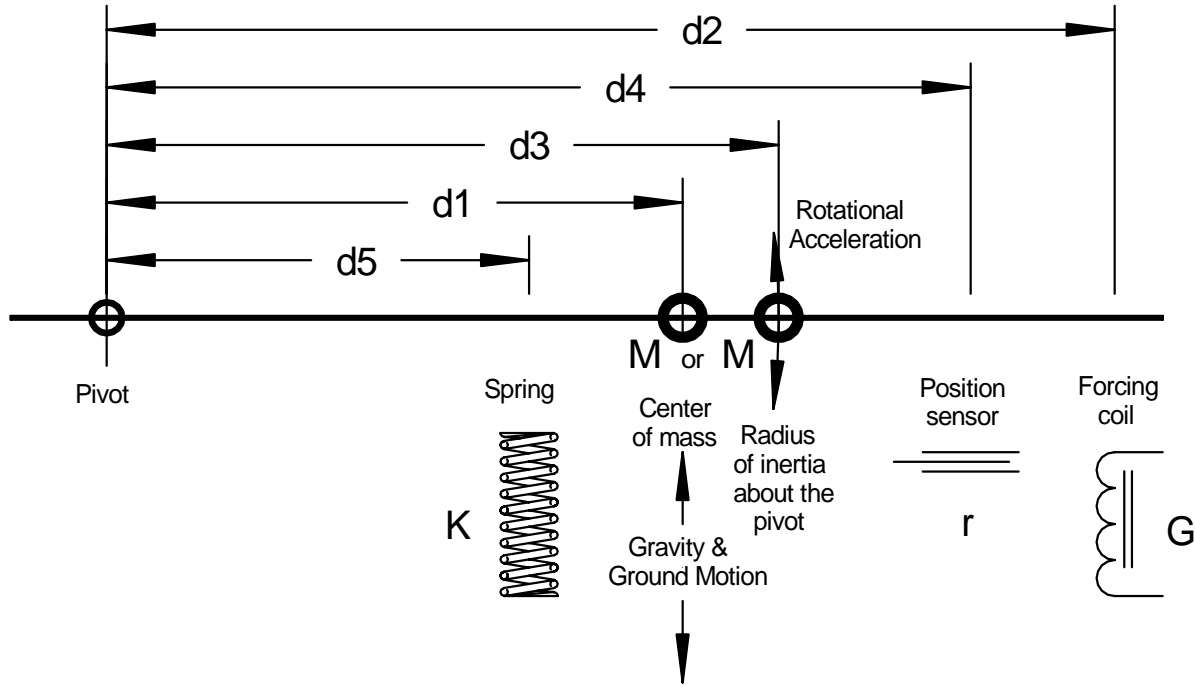 d2
d4
d3
d1
d5
Rotational
Acceleration
M or M
Pivot
Spring
Center
of mass
Radius
of inertia
about the
pivot
Position
sensor
Forcing
coil
K
r
G
Gravity &
Ground Motion